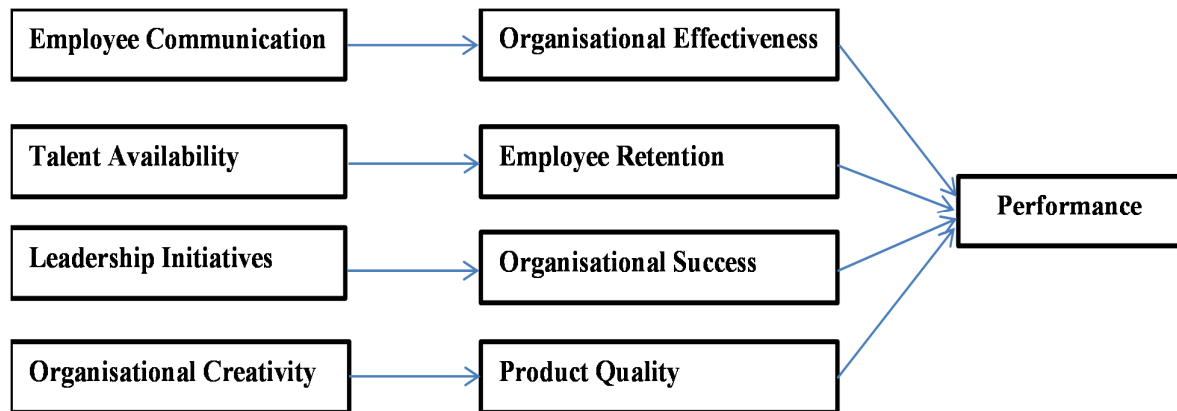 Employee Communication
Organisational Effectiveness
Talent Availability
Employee Retention
Performance
Leadership Initiatives
Organisational Success
Organisational Creativity
Product Quality